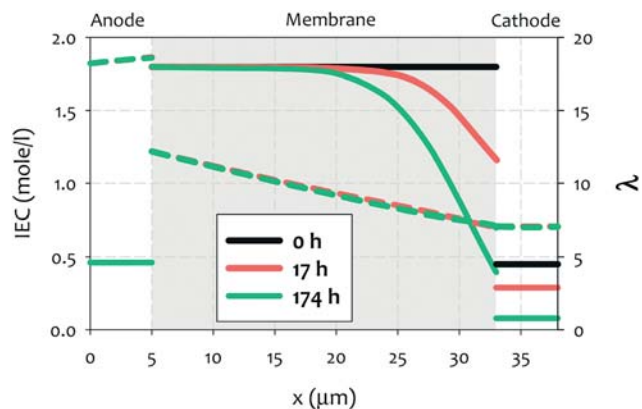 Anode Membrane Cathode
2.0 20
1.5 15
IEC (mole/l)
1.0 10
λ
0.5 5
0.0 0
0 h
17 h
174 h
0 5 10 15 20 25 30 35
x (μm)